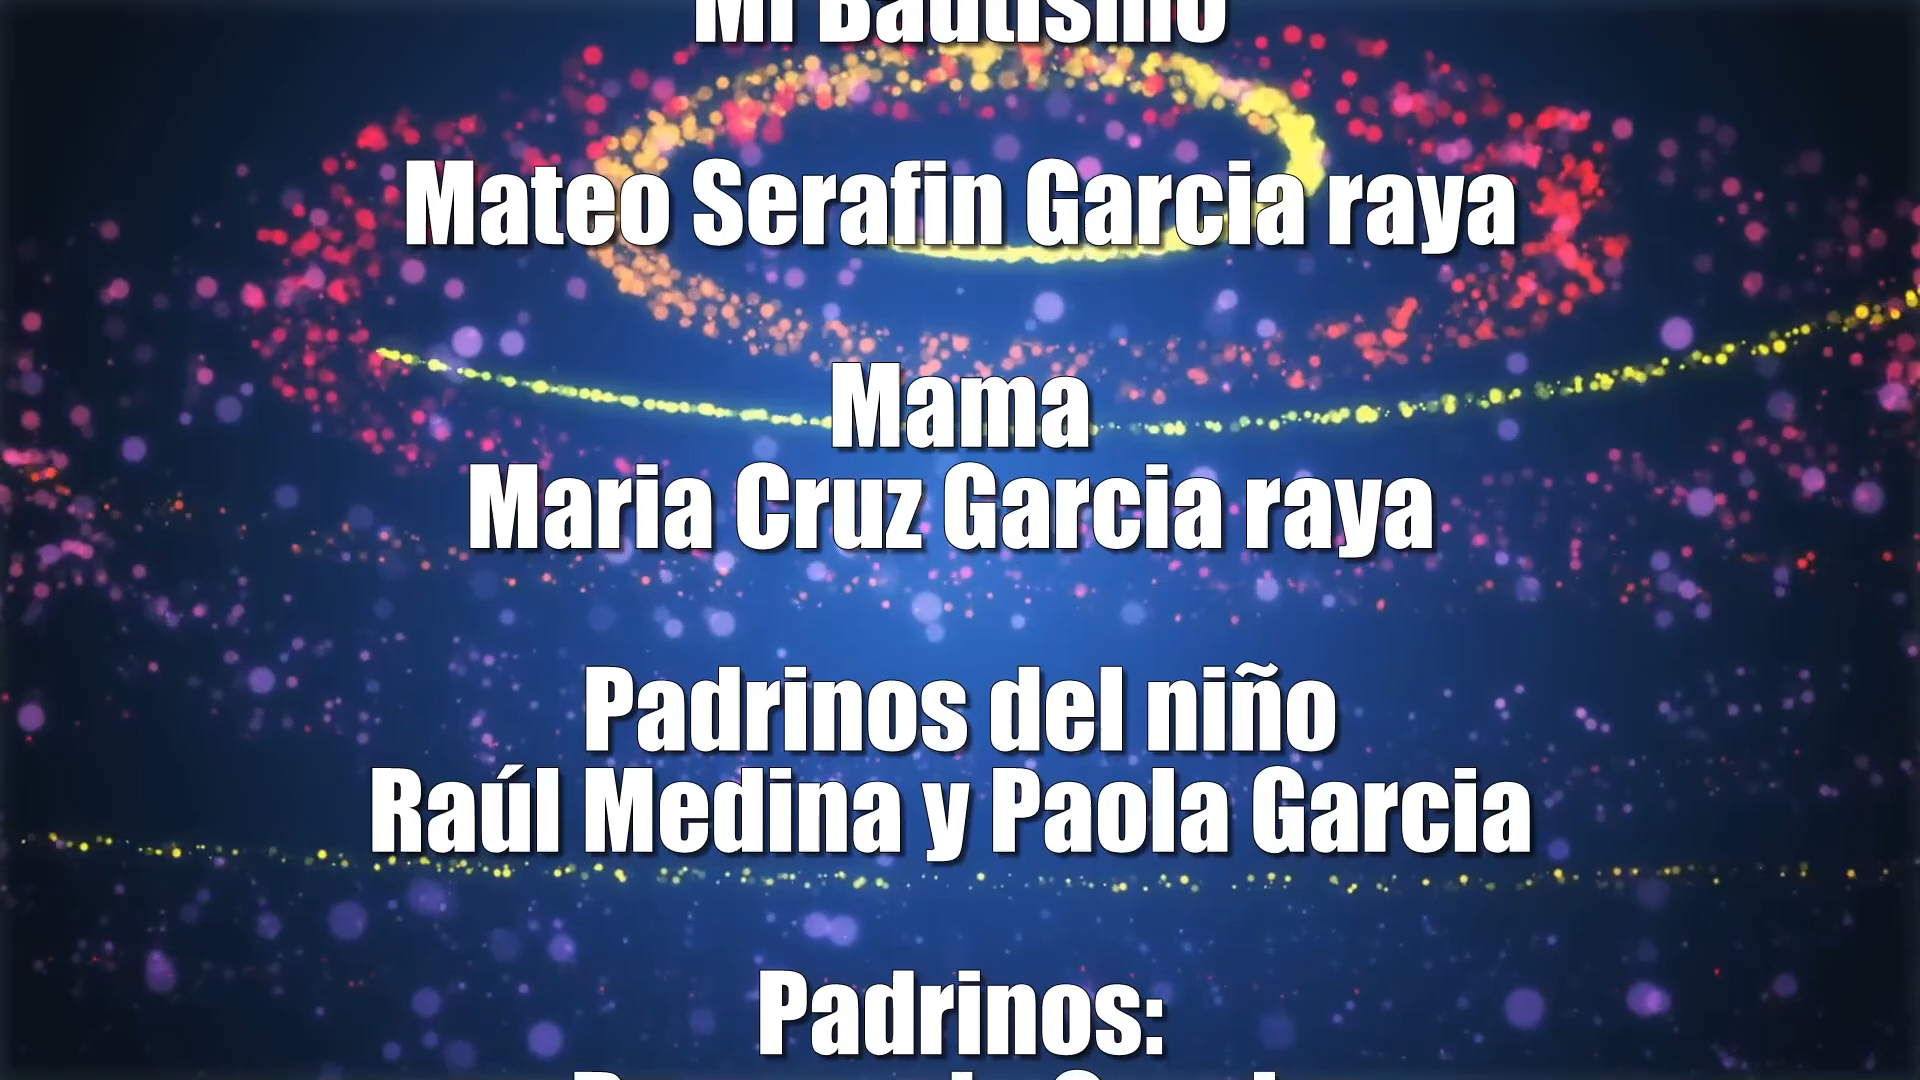 Mi Bautismo
Mateo Serafin Garcia raya
Mama
Maria Cruz Garcia raya
Padrinos del niño
Raúl Medina y Paola Garcia
Padrinos: